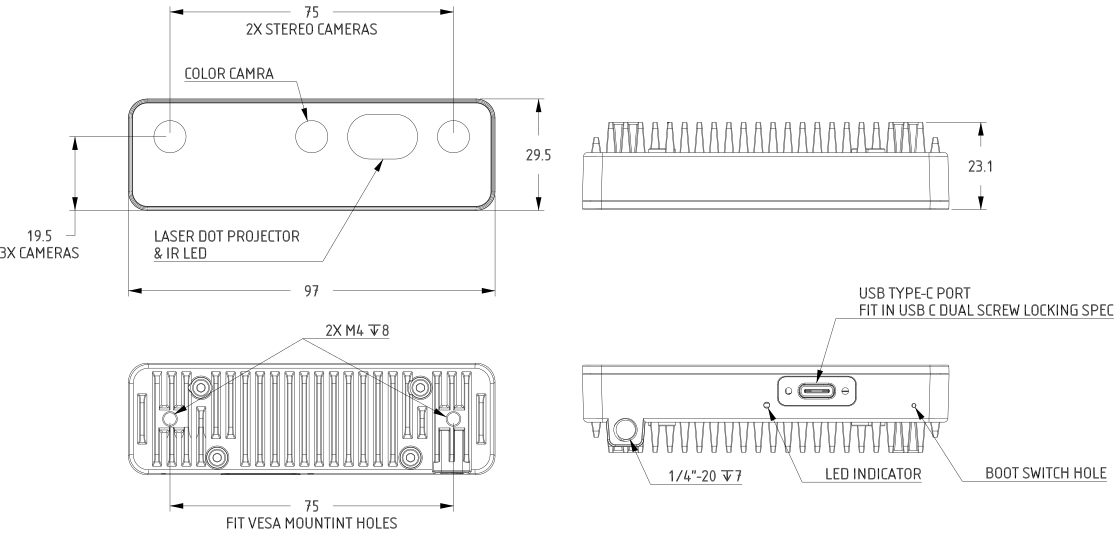 75
2X STEREO CAMERAS
COLOR CAMRA
29.5
23.1
19.5
3X CAMERAS
LASER DOT PROJECTOR
& IR LED
97
USB TYPE-C PORT
FIT IN USB C DUAL SCREW LOCKING SPEC
2X M4 ↧8
1/4"-20 ↧7
LED INDICATOR
BOOT SWITCH HOLE
75
FIT VESA MOUNTINT HOLES